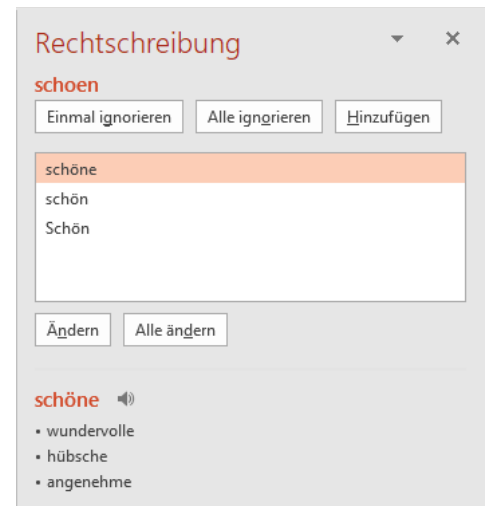 Rechtschreibung
schoen
Einmal ignorieren Alle ignorieren Hinzufügen
schöne
schön
Schön
Ändern Alle ändern
schöne
• wundervolle
• hübsche
• angenehme